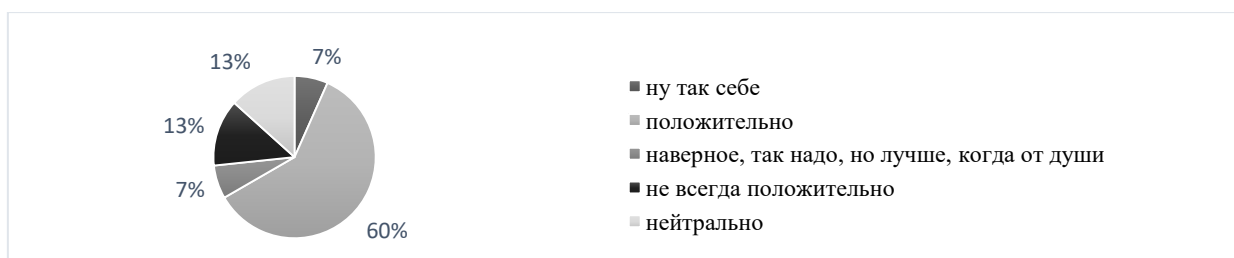 13%
7%
13%
7%
60%
ну так себе
положительно
наверное, так надо, но лучше, когда от души
не всегда положительно
нейтрально